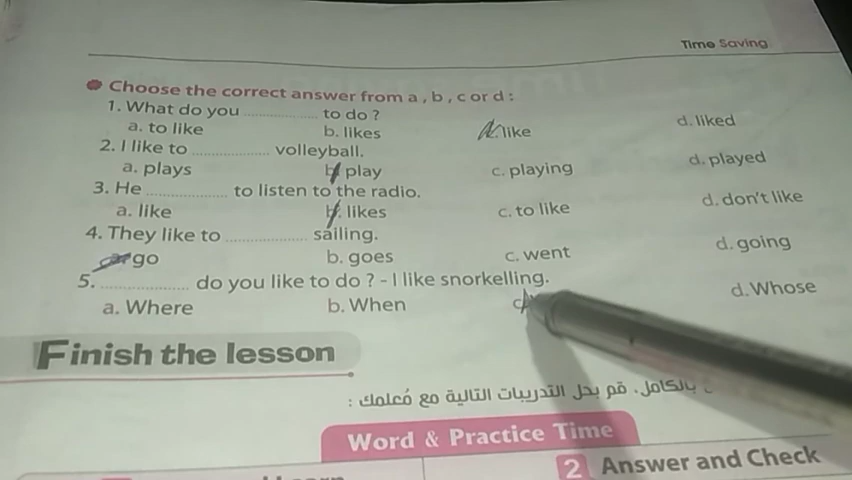 Time Saving
Choose the correct answer from a , b , c or d :
1. What do you .................. to do ?
a. to like b. likes like d. liked
2. I like to .................. volleyball.
a. plays b. play c. playing d. played
3. He .................. to listen to the radio.
a. like b. likes c. to like d. don't like
4. They like to .................. sailing.
go b. goes c. went d. going
5. .................. do you like to do ? - I like snorkelling.
a. Where b. When c. d. Whose
Finish the lesson
بالكامل، قم بحل التدريبات التالية مع مُعلمك :
Word & Practice Time
2 Answer and Check